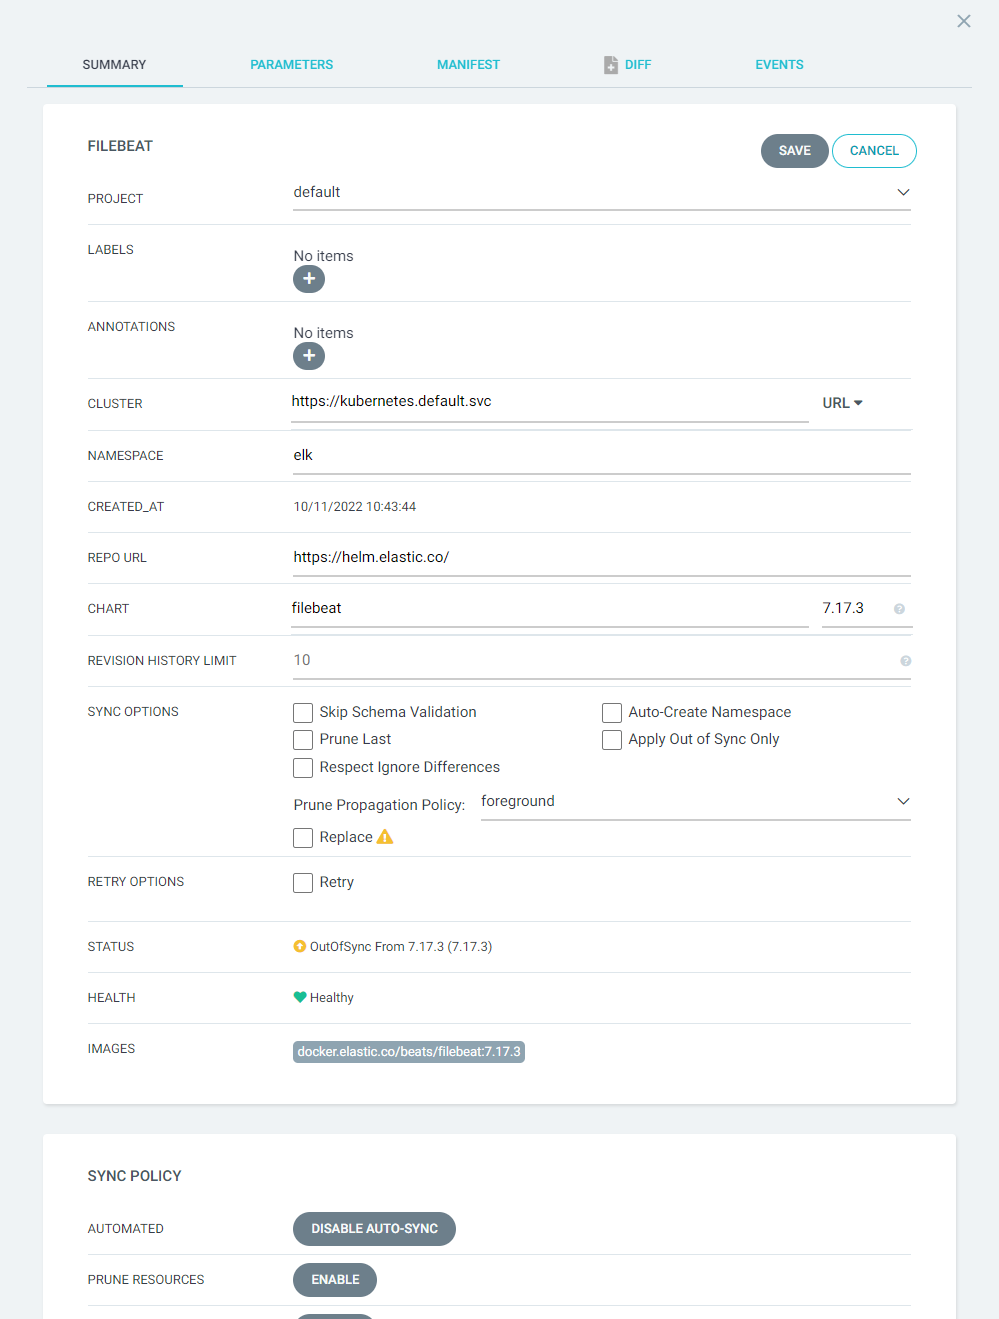 SUMMARY PARAMETERS MANIFEST DIFF EVENTS
FILEBEAT SAVE CANCEL
PROJECT default
LABELS No items
+
ANNOTATIONS No items
+
CLUSTER https://kubernetes.default.svc URL
NAMESPACE elk
CREATED_AT 10/11/2022 10:43:44
REPO URL https://helm.elastic.co/
CHART filebeat 7.17.3 ?
REVISION HISTORY LIMIT 10 ?
SYNC OPTIONS Skip Schema Validation Auto-Create Namespace
Prune Last Apply Out of Sync Only
Respect Ignore Differences
Prune Propagation Policy: foreground
Replace
RETRY OPTIONS Retry
STATUS OutOfSync From 7.17.3 (7.17.3)
HEALTH Healthy
IMAGES docker.elastic.co/beats/filebeat:7.17.3
SYNC POLICY
AUTOMATED DISABLE AUTO-SYNC
PRUNE RESOURCES ENABLE